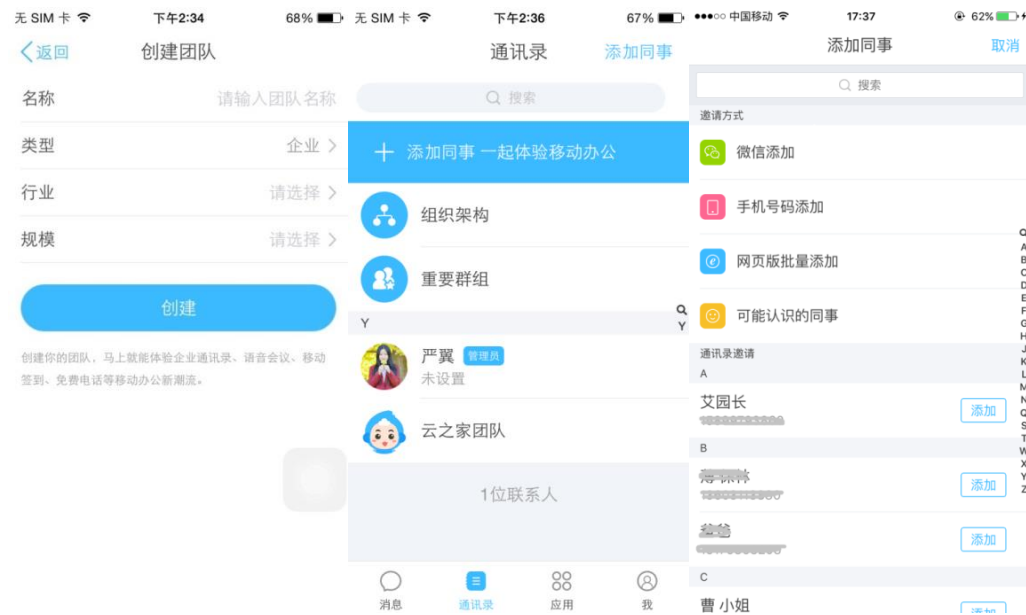 无 SIM 卡 下午2:34 68%
返回 创建团队
名称 请输入团队名称
类型 企业
行业 请选择
规模 请选择
创建
创建你的团队，马上就能体验企业通讯录、语音会议、移动
签到、免费电话等移动办公新潮流。
无 SIM 卡 下午2:36 67%
通讯录 添加同事
搜索
添加同事 一起体验移动办公
组织架构
重要群组
Y
Y
严翼 管理员
未设置
云之家团队
1位联系人
消息 通讯录 应用 我
中国移动 17:37 62%
添加同事 取消
搜索
邀请方式
微信添加
手机号码添加
网页版批量添加
可能认识的同事
通讯录邀请
A
艾园长 添加
B
添加
添加
C
曹 小姐 添加
A
B
C
D
E
F
G
H
J
K
L
M
N
Q
S
T
W
X
Y
Z